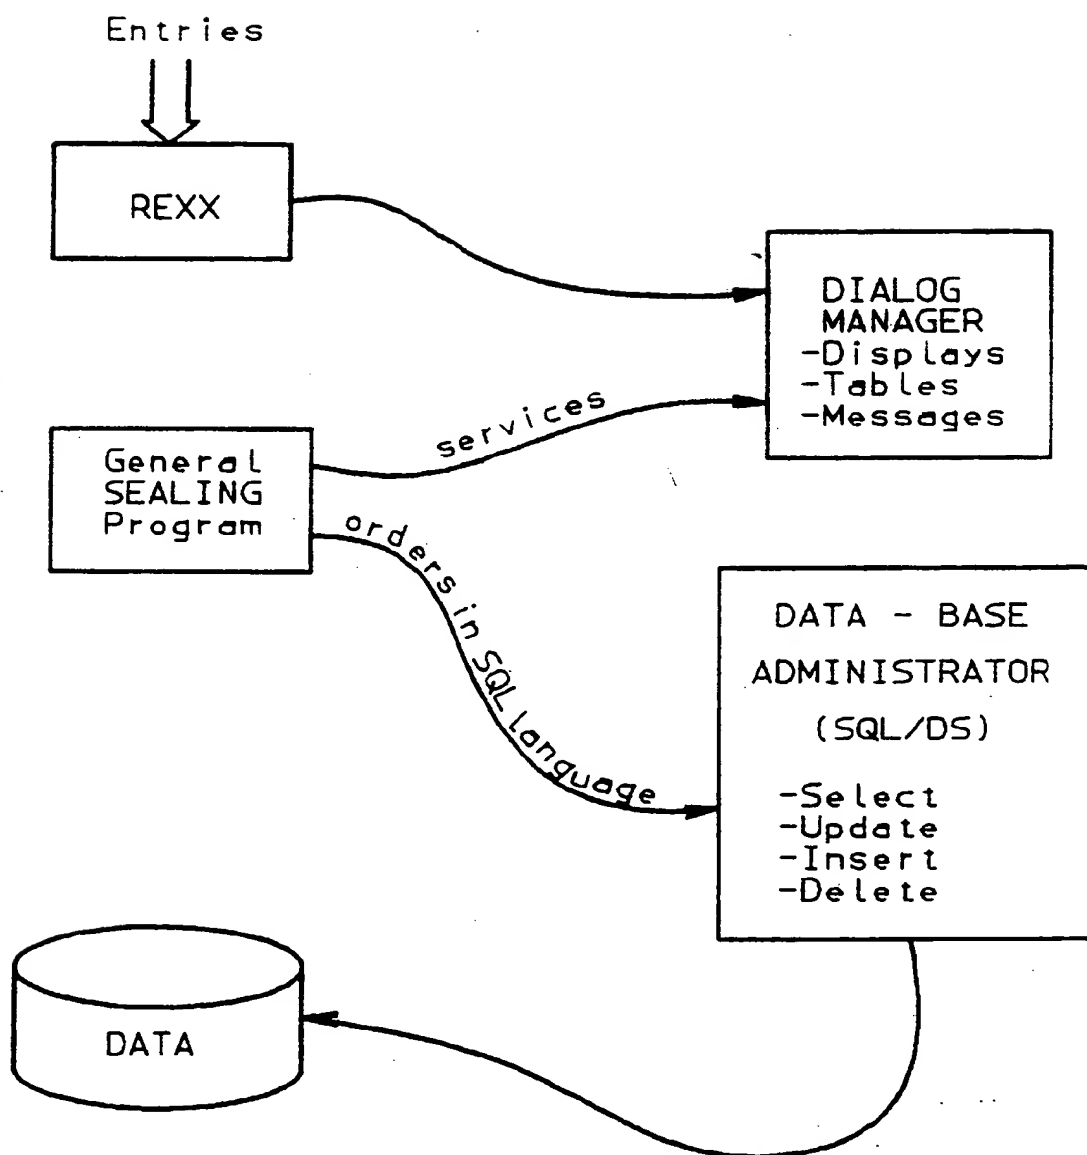 Entries
REXX
DIALOG
MANAGER
-Displays
-Tables
-Messages
services
General
SEALING
Program
orders in SQL language
DATA - BASE
ADMINISTRATOR
(SQL/DS)
-Select
-Update
-Insert
-Delete
DATA